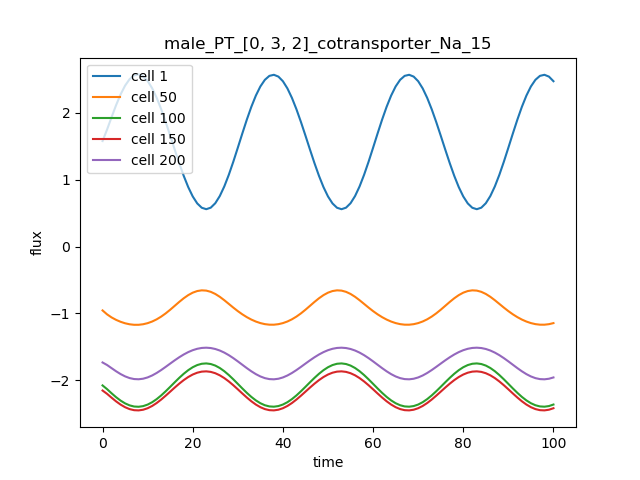 male_PT_[0, 3, 2]_cotransporter_Na_15
cell 1
cell 50
cell 100
cell 150
cell 200
2
1
0
−1
−2
flux
0 20 40 60 80 100
time